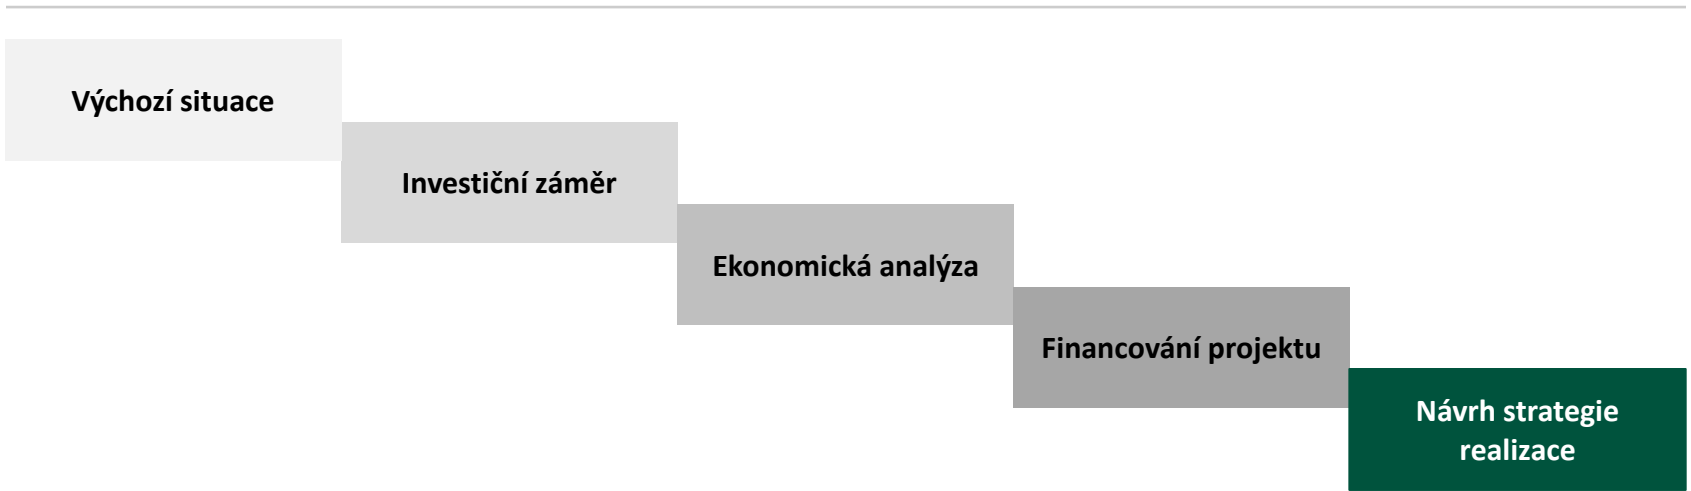 Výchozí situace
Investiční záměr
Ekonomická analýza
Financování projektu
Návrh strategie
realizace